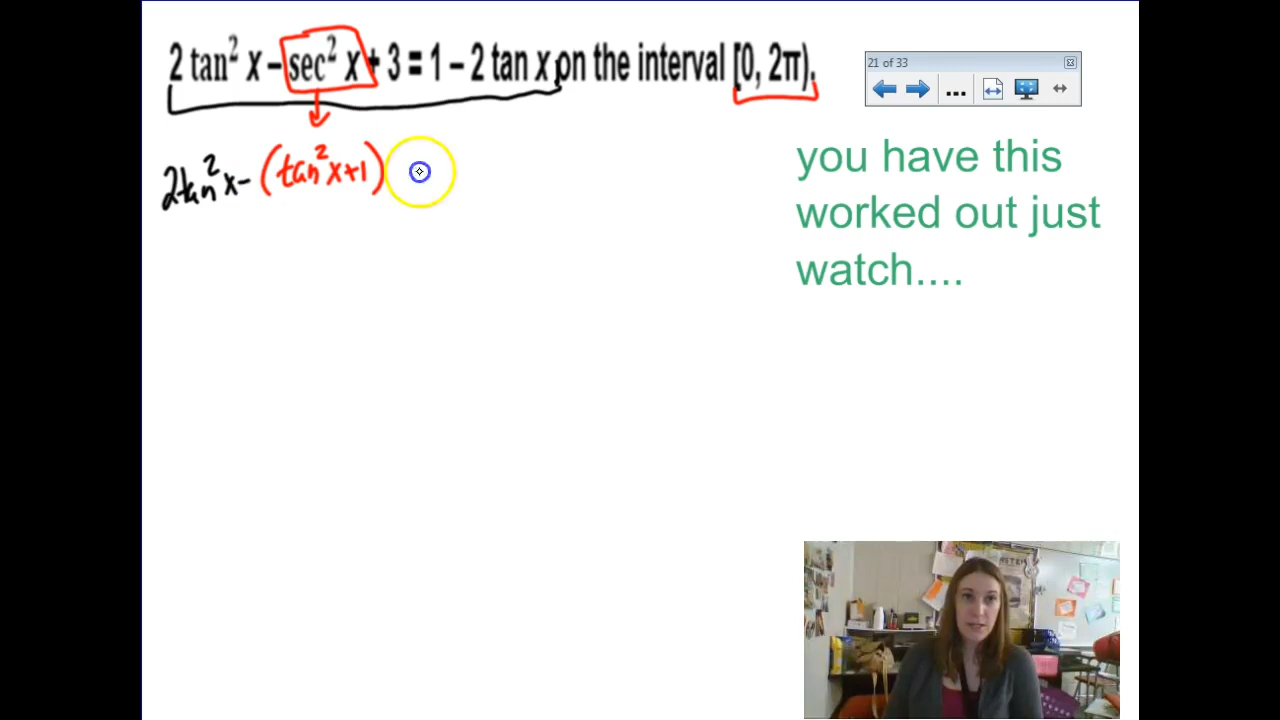 2 tan² x – sec² x + 3 = 1 – 2 tan x on the interval [0, 2π).
21 of 33
...
2tan²x - (tan²x+1)
you have this
worked out just
watch....